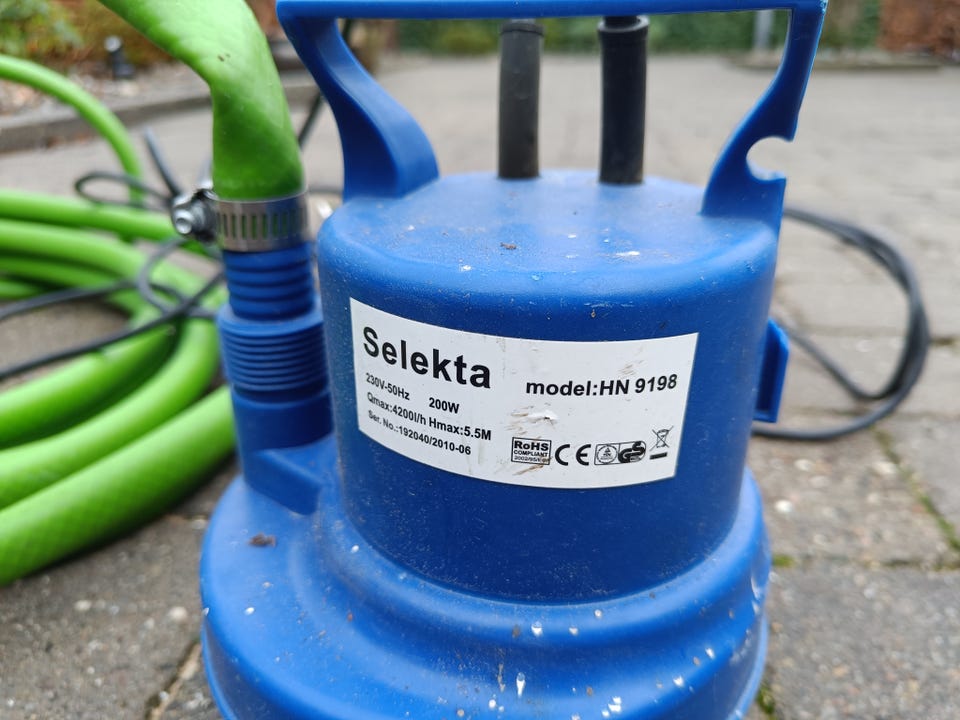 Selekta
230V-50Hz 200W
model:HN 9198
Qmax:4200l/h Hmax:5.5M
Ser. No.:192040/2010-06
RoHS
COMPLIANT
CE
GS